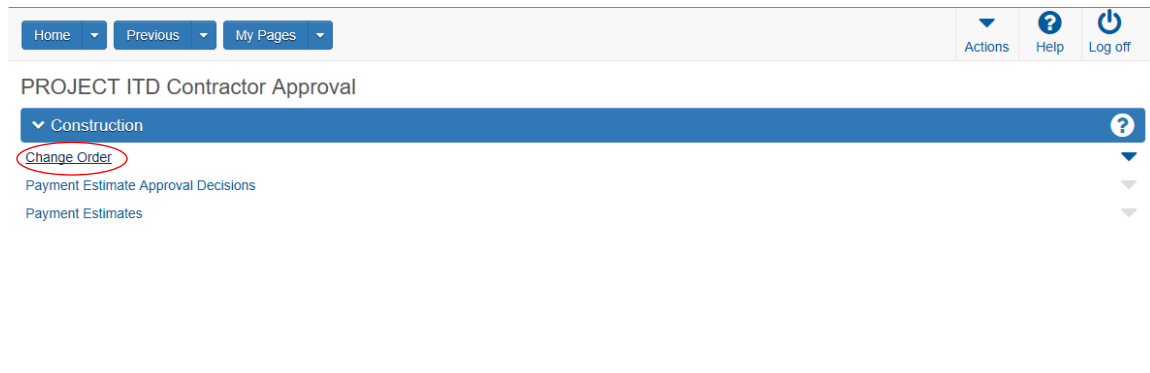 Home Previous My Pages Actions Help Log off
PROJECT ITD Contractor Approval
Construction ?
Change Order
Payment Estimate Approval Decisions
Payment Estimates